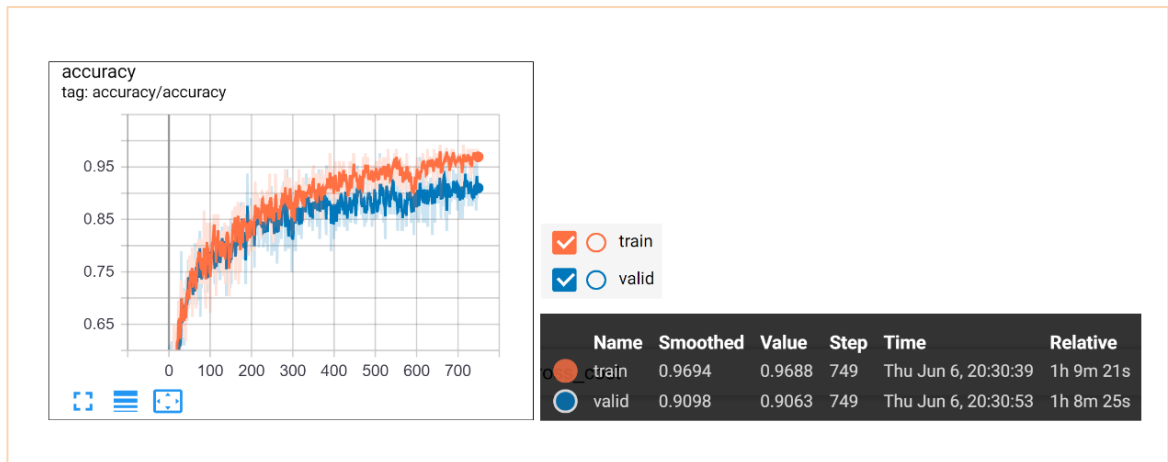 accuracy
tag: accuracy/accuracy
0.95
0.85
0.75
0.65
0 100 200 300 400 500 600 700
train
valid
Name Smoothed Value Step Time Relative
train 0.9694 0.9688 749 Thu Jun 6, 20:30:39 1h 9m 21s
valid 0.9098 0.9063 749 Thu Jun 6, 20:30:53 1h 8m 25s